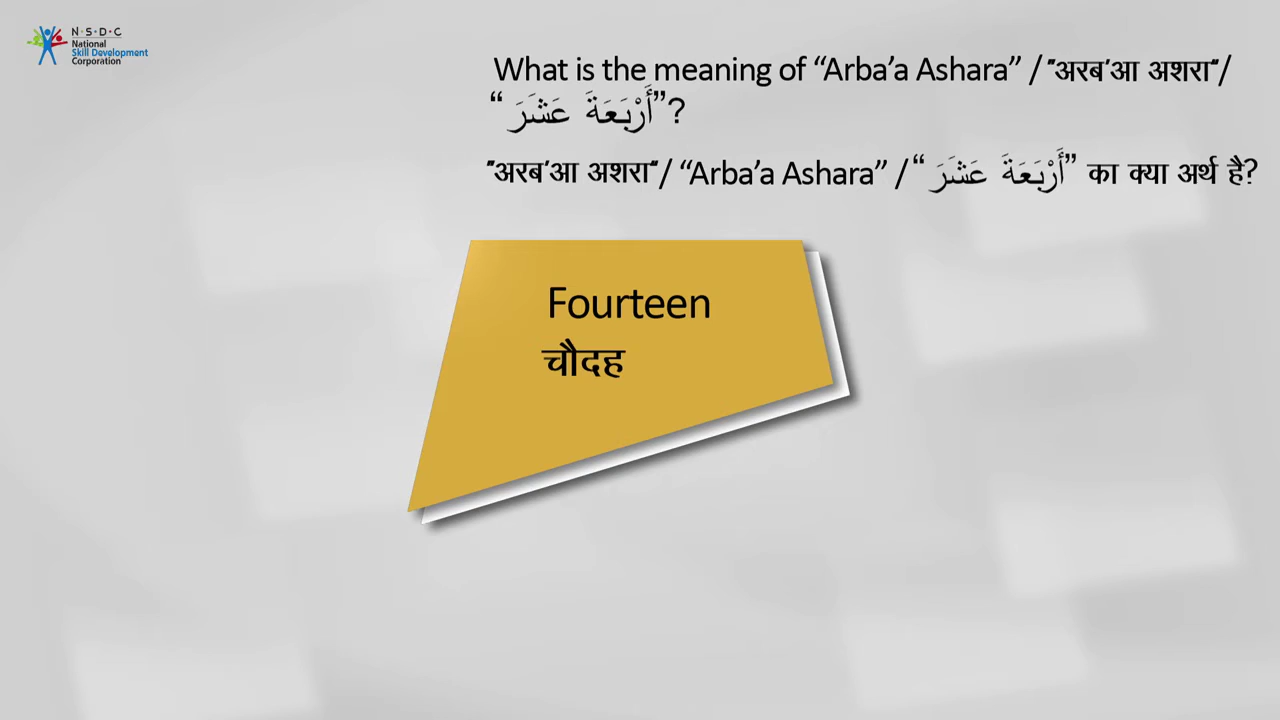 N·S·D·C
National
Skill Development
Corporation
What is the meaning of “Arba’a Ashara” / "अरब’आ अशरा"/
“أَرْبَعَةَ عَشَرَ”?
"अरब’आ अशरा"/ “Arba’a Ashara” / “أَرْبَعَةَ عَشَرَ” का क्या अर्थ है?
Fourteen
चौदह